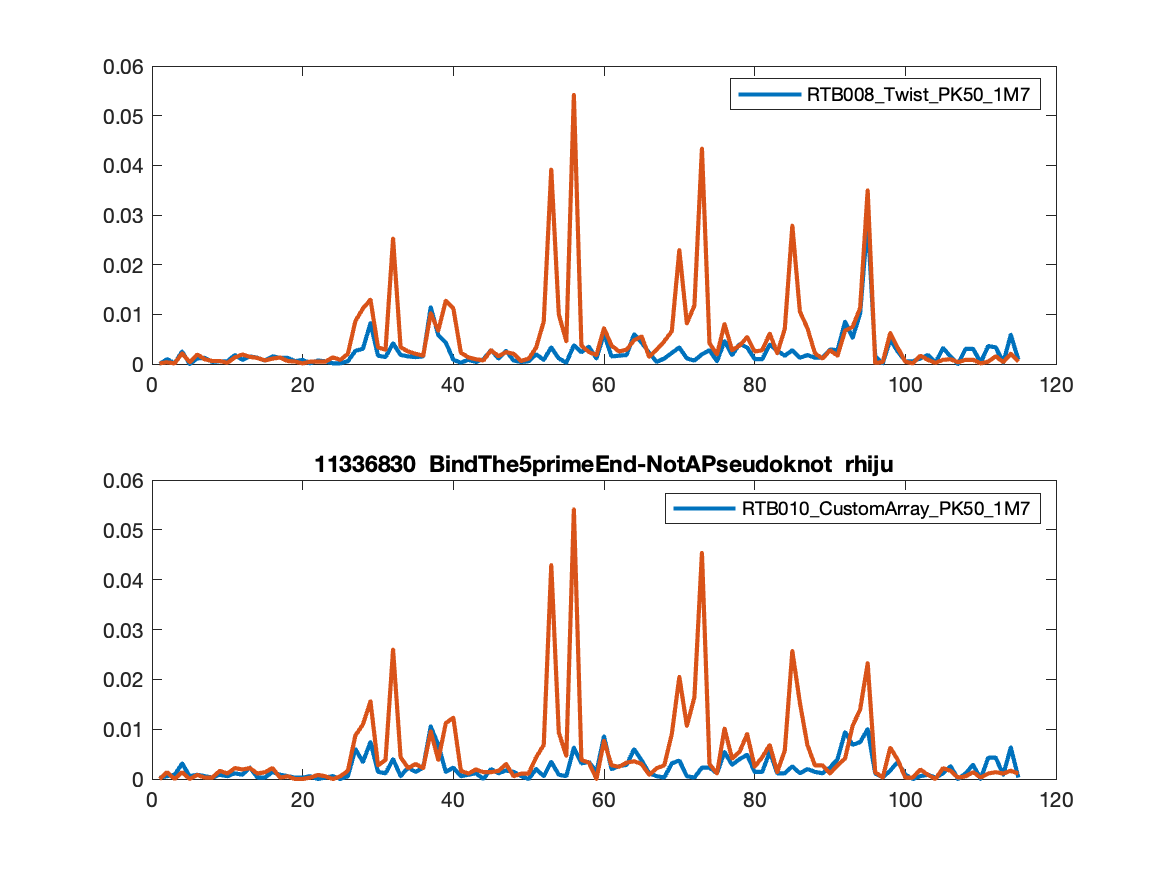 0.06
0.05
0.04
0.03
0.02
0.01
0
RTB008_Twist_PK50_1M7
0 20 40 60 80 100 120
11336830 BindThe5primeEnd-NotAPseudoknot rhiju
0.06
0.05
0.04
0.03
0.02
0.01
0
RTB010_CustomArray_PK50_1M7
0 20 40 60 80 100 120